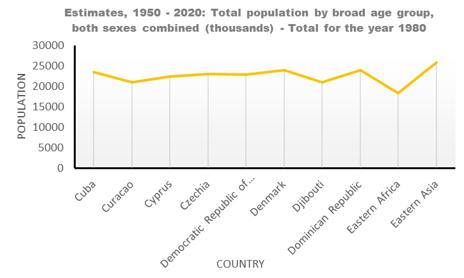 Estimates, 1950 - 2020: Total population by broad age group,
both sexes combined (thousands) - Total for the year 1980
30000
25000
20000
15000
10000
5000
0
POPULATION
Cuba
Curacao
Cyprus
Czechia
Democratic Republic of…
Denmark
Djibouti
Dominican Republic
Eastern Africa
Eastern Asia
COUNTRY